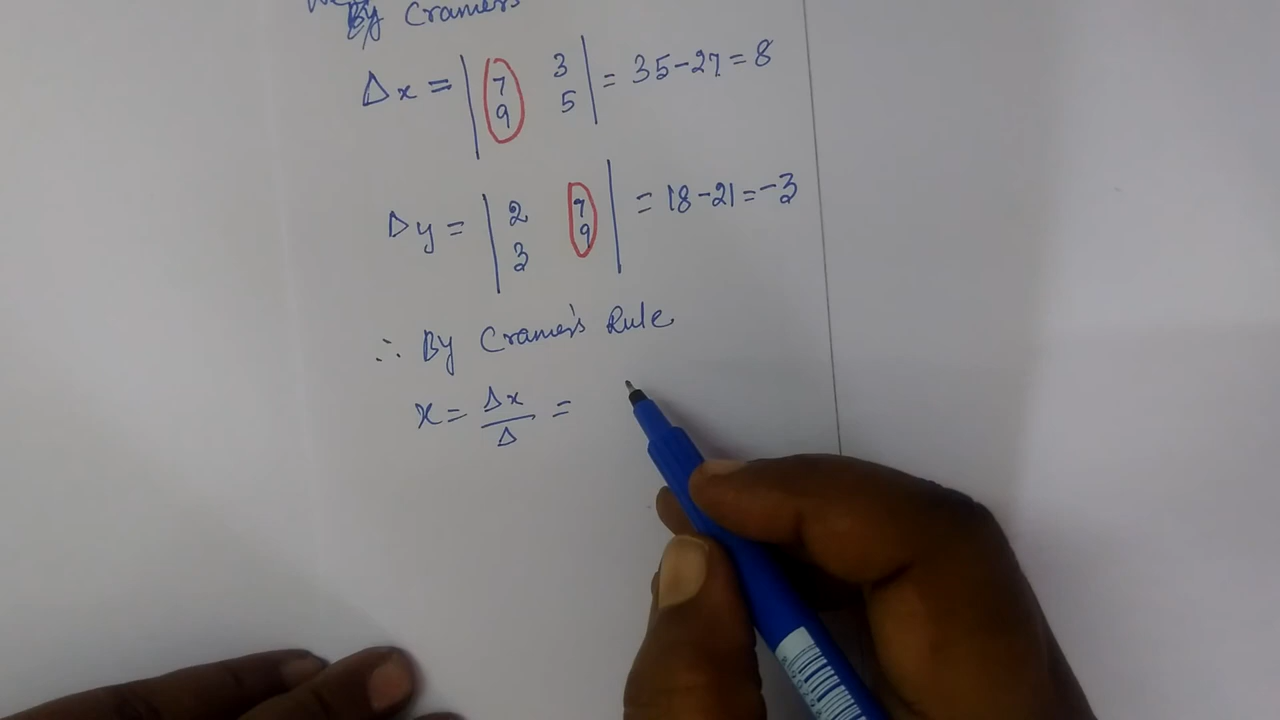 By Cramer's
Δx = | 7 3 | = 35-27 = 8
| 9 5 |
Δy = | 2 7 | = 18-21 = -3
| 3 9 |
∴ By Cramer's Rule
x = Δx/Δ =